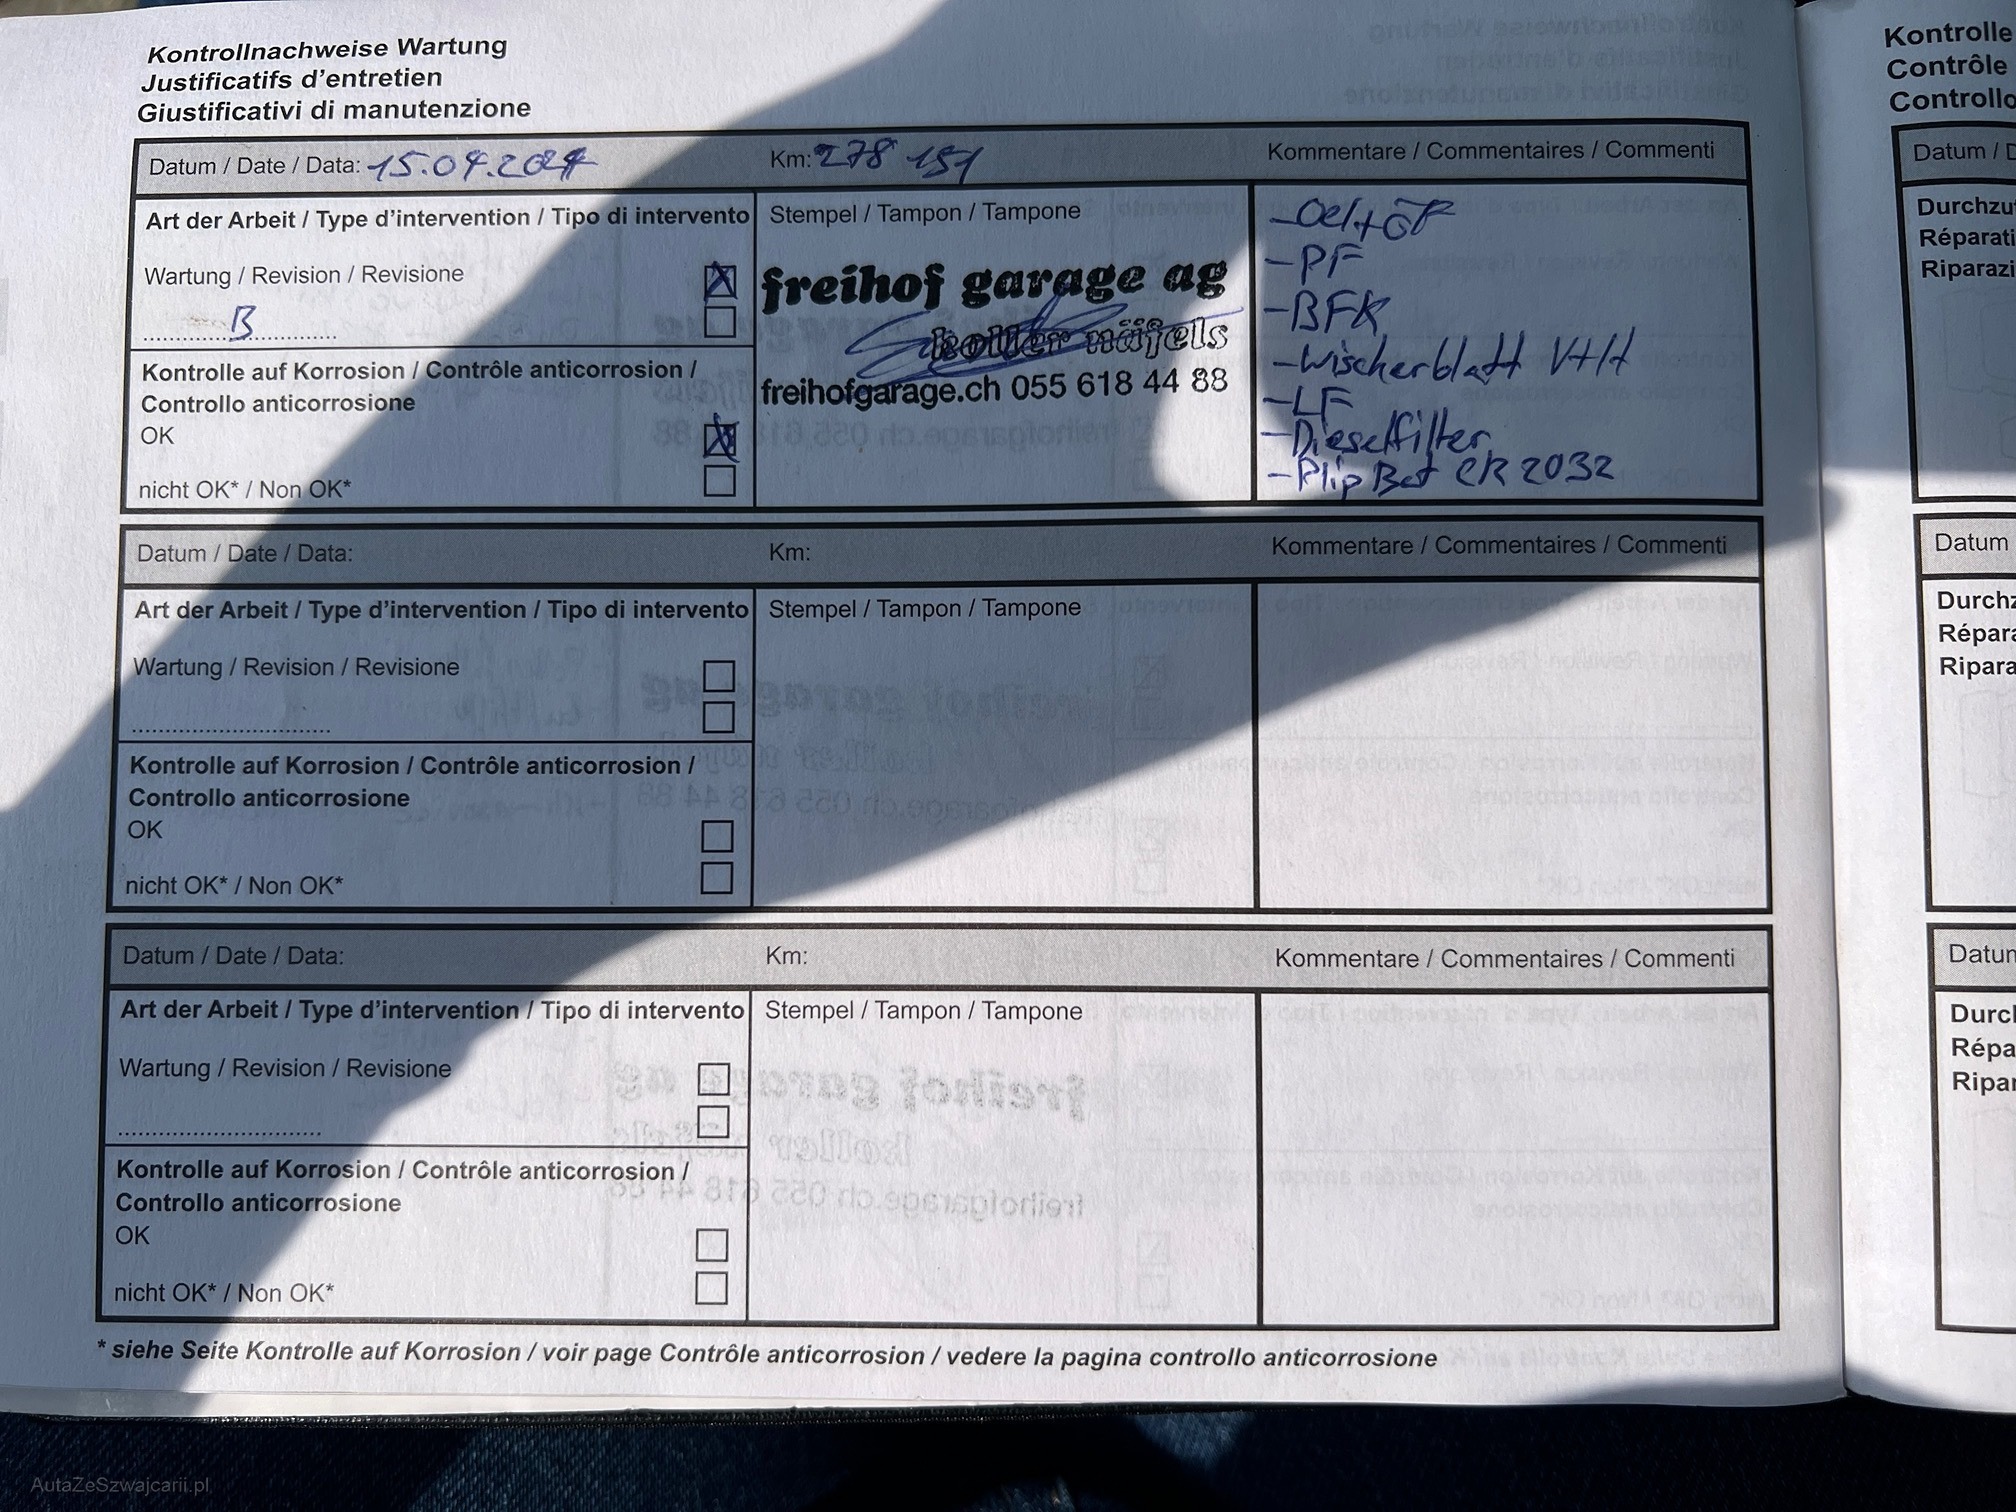 Kontrollnachweise Wartung
Justificatifs d'entretien
Giustificativi di manutenzione
Datum / Date / Data: 15.04.2024 Km: 278 151 Kommentare / Commentaires / Commenti
Art der Arbeit / Type d'intervention / Tipo di intervento Stempel / Tampon / Tampone
Wartung / Revision / Revisione
B
Kontrolle auf Korrosion / Contrôle anticorrosion /
Controllo anticorrosione
OK
nicht OK* / Non OK*
freihof garage ag
koller näfels
freihofgarage.ch 055 618 44 88
-Oel+ÖF
-PF
-BFK
-Wischerblatt V+H
-LF
-Dieselfilter
-Plip Bat CR 2032
Datum / Date / Data: Km: Kommentare / Commentaires / Commenti
Art der Arbeit / Type d'intervention / Tipo di intervento Stempel / Tampon / Tampone
Wartung / Revision / Revisione
Kontrolle auf Korrosion / Contrôle anticorrosion /
Controllo anticorrosione
OK
nicht OK* / Non OK*
Datum / Date / Data: Km: Kommentare / Commentaires / Commenti
Art der Arbeit / Type d'intervention / Tipo di intervento Stempel / Tampon / Tampone
Wartung / Revision / Revisione
Kontrolle auf Korrosion / Contrôle anticorrosion /
Controllo anticorrosione
OK
nicht OK* / Non OK*
* siehe Seite Kontrolle auf Korrosion / voir page Contrôle anticorrosion / vedere la pagina controllo anticorrosione
Kontrolle
Contrôle
Controllo
Datum /
Datum
AutaZeSzwajcarii.pl